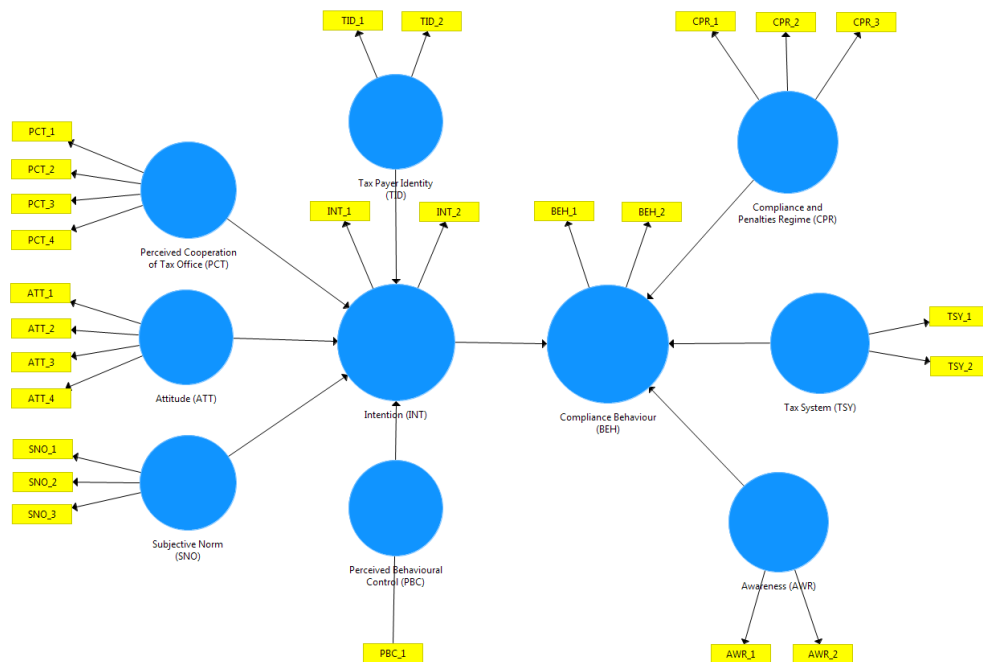 TID_1
TID_2
CPR_1
CPR_2
CPR_3
PCT_1
PCT_2
PCT_3
PCT_4
Perceived Cooperation
of Tax Office (PCT)
Tax Payer Identity
(TID)
Compliance and
Penalties Regime (CPR)
INT_1
INT_2
BEH_1
BEH_2
ATT_1
ATT_2
ATT_3
ATT_4
Attitude (ATT)
Intention (INT)
Compliance Behaviour
(BEH)
TSY_1
TSY_2
Tax System (TSY)
SNO_1
SNO_2
SNO_3
Subjective Norm
(SNO)
Perceived Behavioural
Control (PBC)
PBC_1
Awareness (AWR)
AWR_1
AWR_2